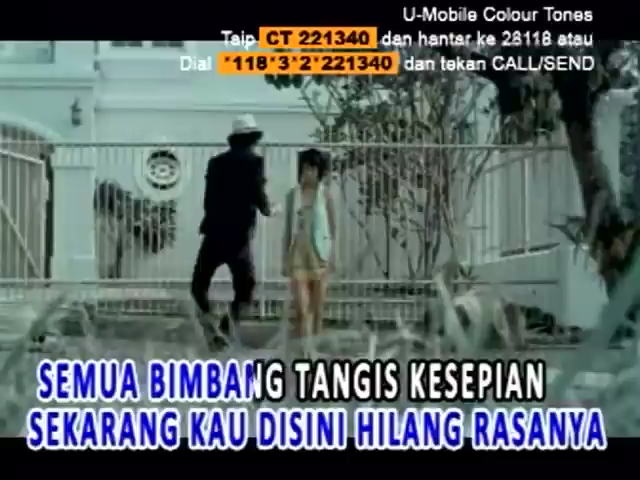 U-Mobile Colour Tones
Taip CT 221340 dan hantar ke 28118 atau
Dial *118*3*2*221340 dan tekan CALL/SEND
SEMUA BIMBANG TANGIS KESEPIAN
SEKARANG KAU DISINI HILANG RASANYA